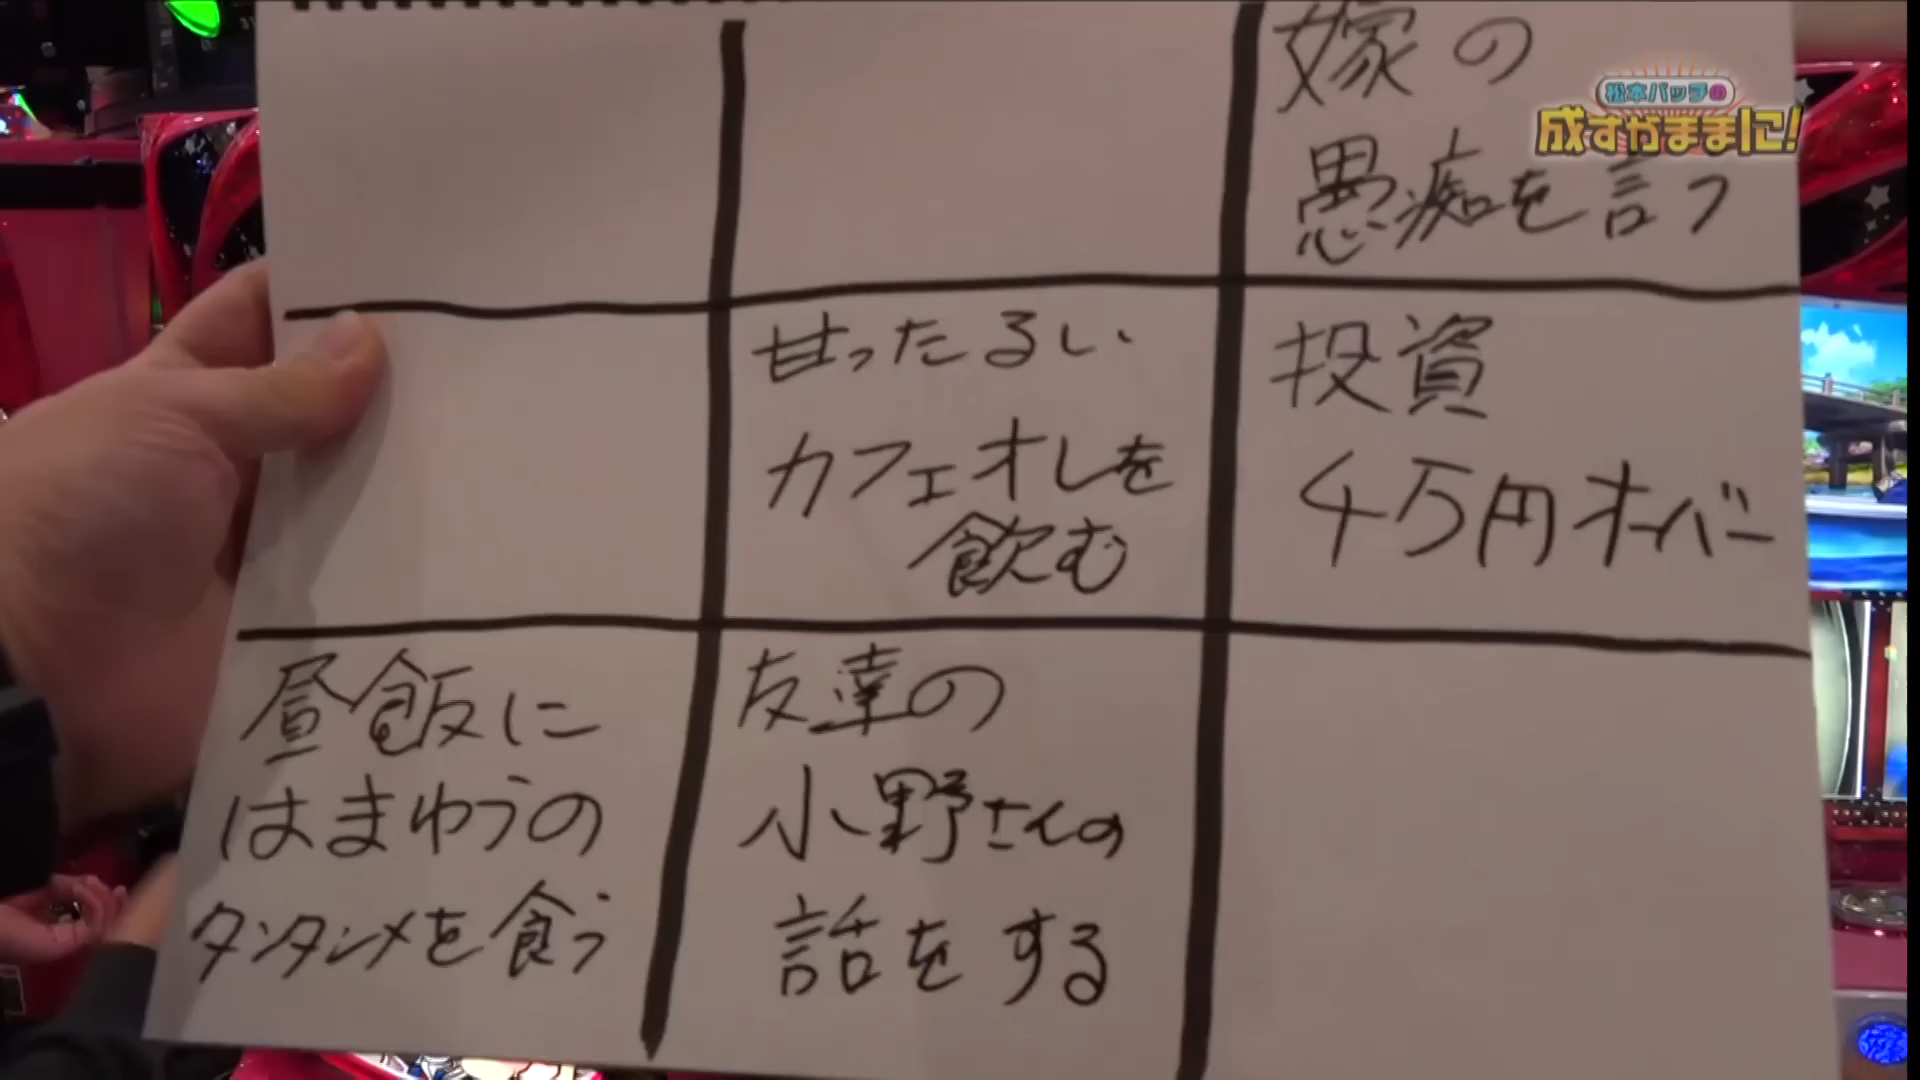 嫁の
愚痴を言う
松本バッチの
成すがままに!
甘ったるい
カフェオレを
飲む
投資
4万円オーバー
昼飯に
はまゆうの
タンタンメを食う
友達の
小野さんの
話をする